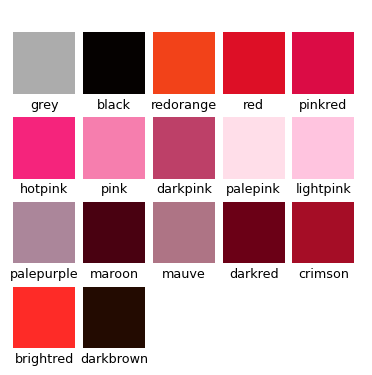 grey black redorange red pinkred
hotpink pink darkpink palepink lightpink
palepurple maroon mauve darkred crimson
brightred darkbrown